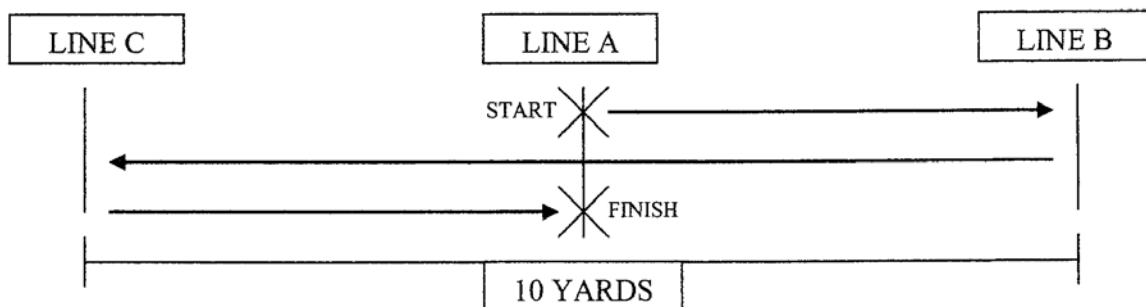 LINE C
LINE A
LINE B
START
FINISH
10 YARDS